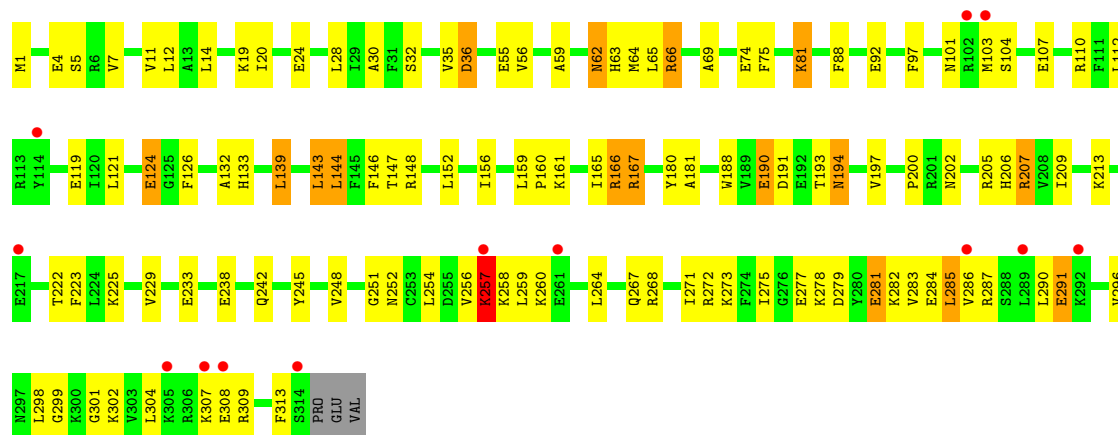 M1 E4 S5 R6 V7 V11 L12 A13 L14 K19 I20 E24 L28 I29 A30 F31 S32 V35 D36 E55 V56 A59 N62 H63 M64 L65 R66 A69 E74 F75 K81 F88 E92 F97 N101 R102 M103 S104 E107 R110 F111 L112
R113 Y114 E119 I120 L121 E124 G125 F126 A132 H133 L139 L143 L144 F145 F146 T147 R148 L152 I156 L159 P160 K161 I165 R166 R167 Y180 A181 W188 V189 E190 D191 E192 T193 N194 V197 P200 R201 N202 R205 H206 R207 V208 I209 K213
E217 T222 F223 L224 K225 V229 E233 E238 Q242 Y245 V248 G251 N252 C253 L254 D255 V256 K257 K258 L259 K260 E261 L264 Q267 R268 I271 R272 K273 F274 I275 G276 E277 K278 D279 Y280 E281 K282 V283 E284 L285 V286 R287 S288 L289 L290 E291 K292
N297 L298 G299 K300 G301 K302 V303 L304 K305 R306 K307 E308 R309 F313 S314 PRO GLU VAL